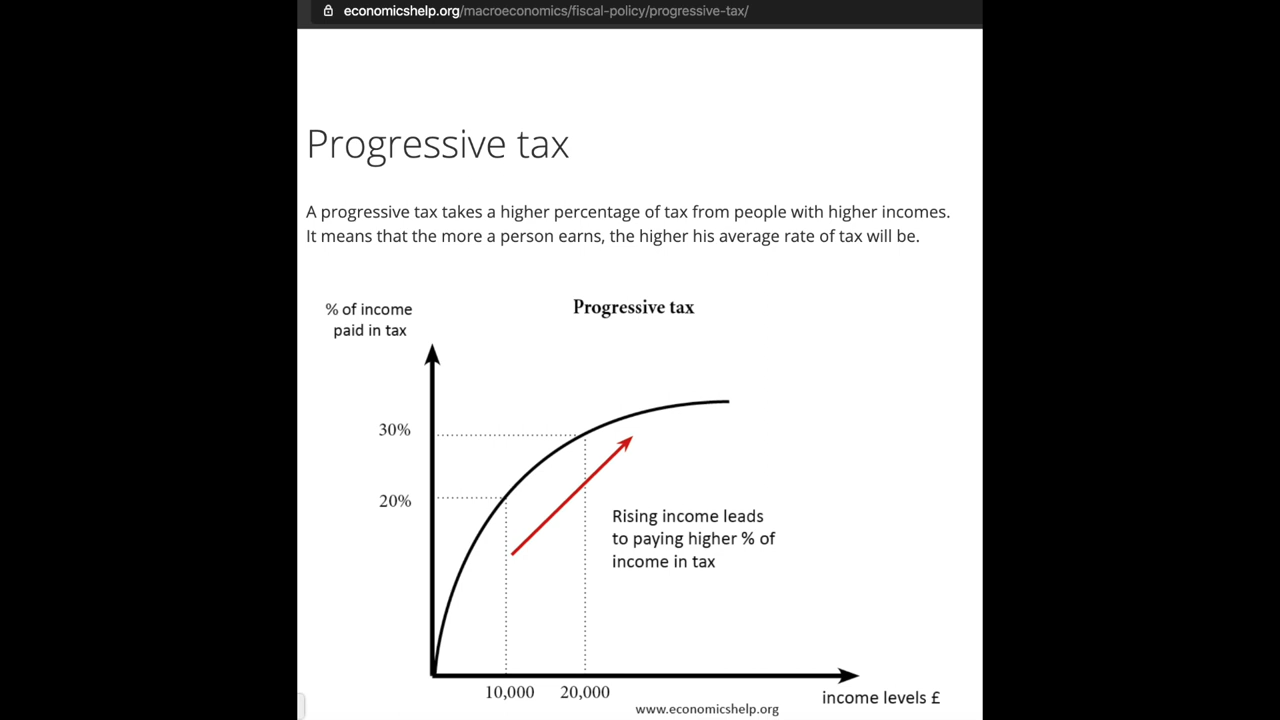 economicshelp.org/macroeconomics/fiscal-policy/progressive-tax/
Progressive tax
A progressive tax takes a higher percentage of tax from people with higher incomes.
It means that the more a person earns, the higher his average rate of tax will be.
% of income
paid in tax
Progressive tax
30%
20%
Rising income leads
to paying higher % of
income in tax
10,000
20,000
income levels £
www.economicshelp.org